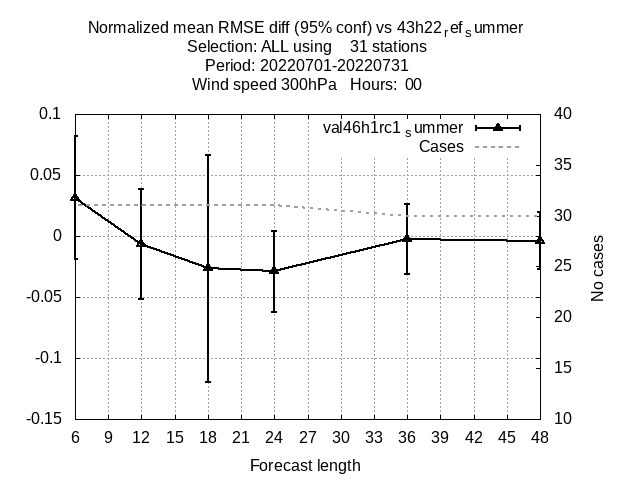 Normalized mean RMSE diff (95% conf) vs 43h22refsummer
Selection: ALL using 31 stations
Period: 20220701-20220731
Wind speed 300hPa Hours: 00
val46h1rc1summer
Cases
0.1
0.05
0
-0.05
-0.1
-0.15
40
35
30
25
20
15
10
No cases
6 9 12 15 18 21 24 27 30 33 36 39 42 45 48
Forecast length